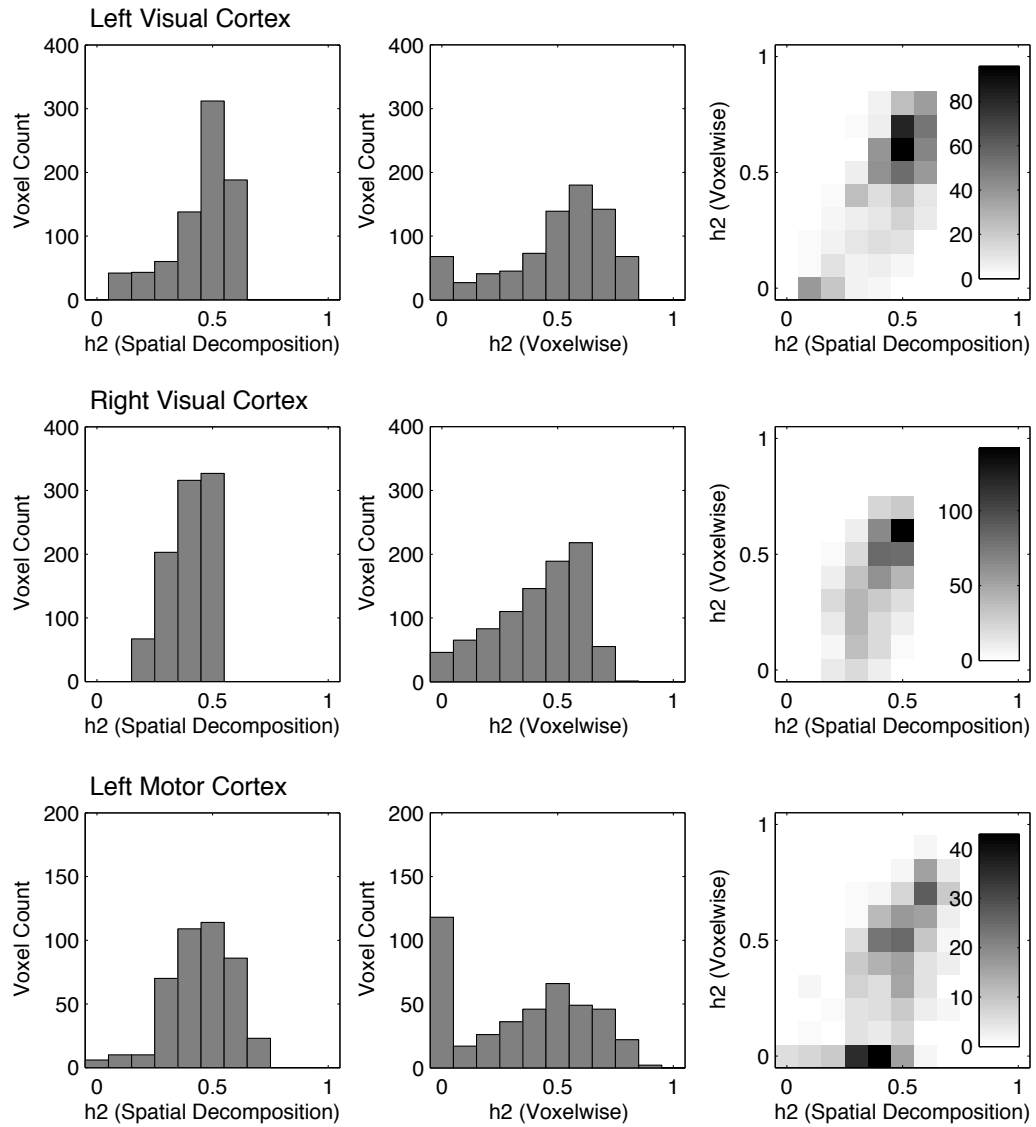 Left Visual Cortex
400
300
200
100
0
Voxel Count
0 0.5 1
h2 (Spatial Decomposition)
400
300
200
100
0
Voxel Count
0 0.5 1
h2 (Voxelwise)
1
0.5
0
h2 (Voxelwise)
80
60
40
20
0
0 0.5 1
h2 (Spatial Decomposition)
Right Visual Cortex
400
300
200
100
0
Voxel Count
0 0.5 1
h2 (Spatial Decomposition)
400
300
200
100
0
Voxel Count
0 0.5 1
h2 (Voxelwise)
1
0.5
0
h2 (Voxelwise)
100
50
0
0 0.5 1
h2 (Spatial Decomposition)
Left Motor Cortex
200
150
100
50
0
Voxel Count
0 0.5 1
h2 (Spatial Decomposition)
200
150
100
50
0
Voxel Count
0 0.5 1
h2 (Voxelwise)
1
0.5
0
h2 (Voxelwise)
40
30
20
10
0
0 0.5 1
h2 (Spatial Decomposition)